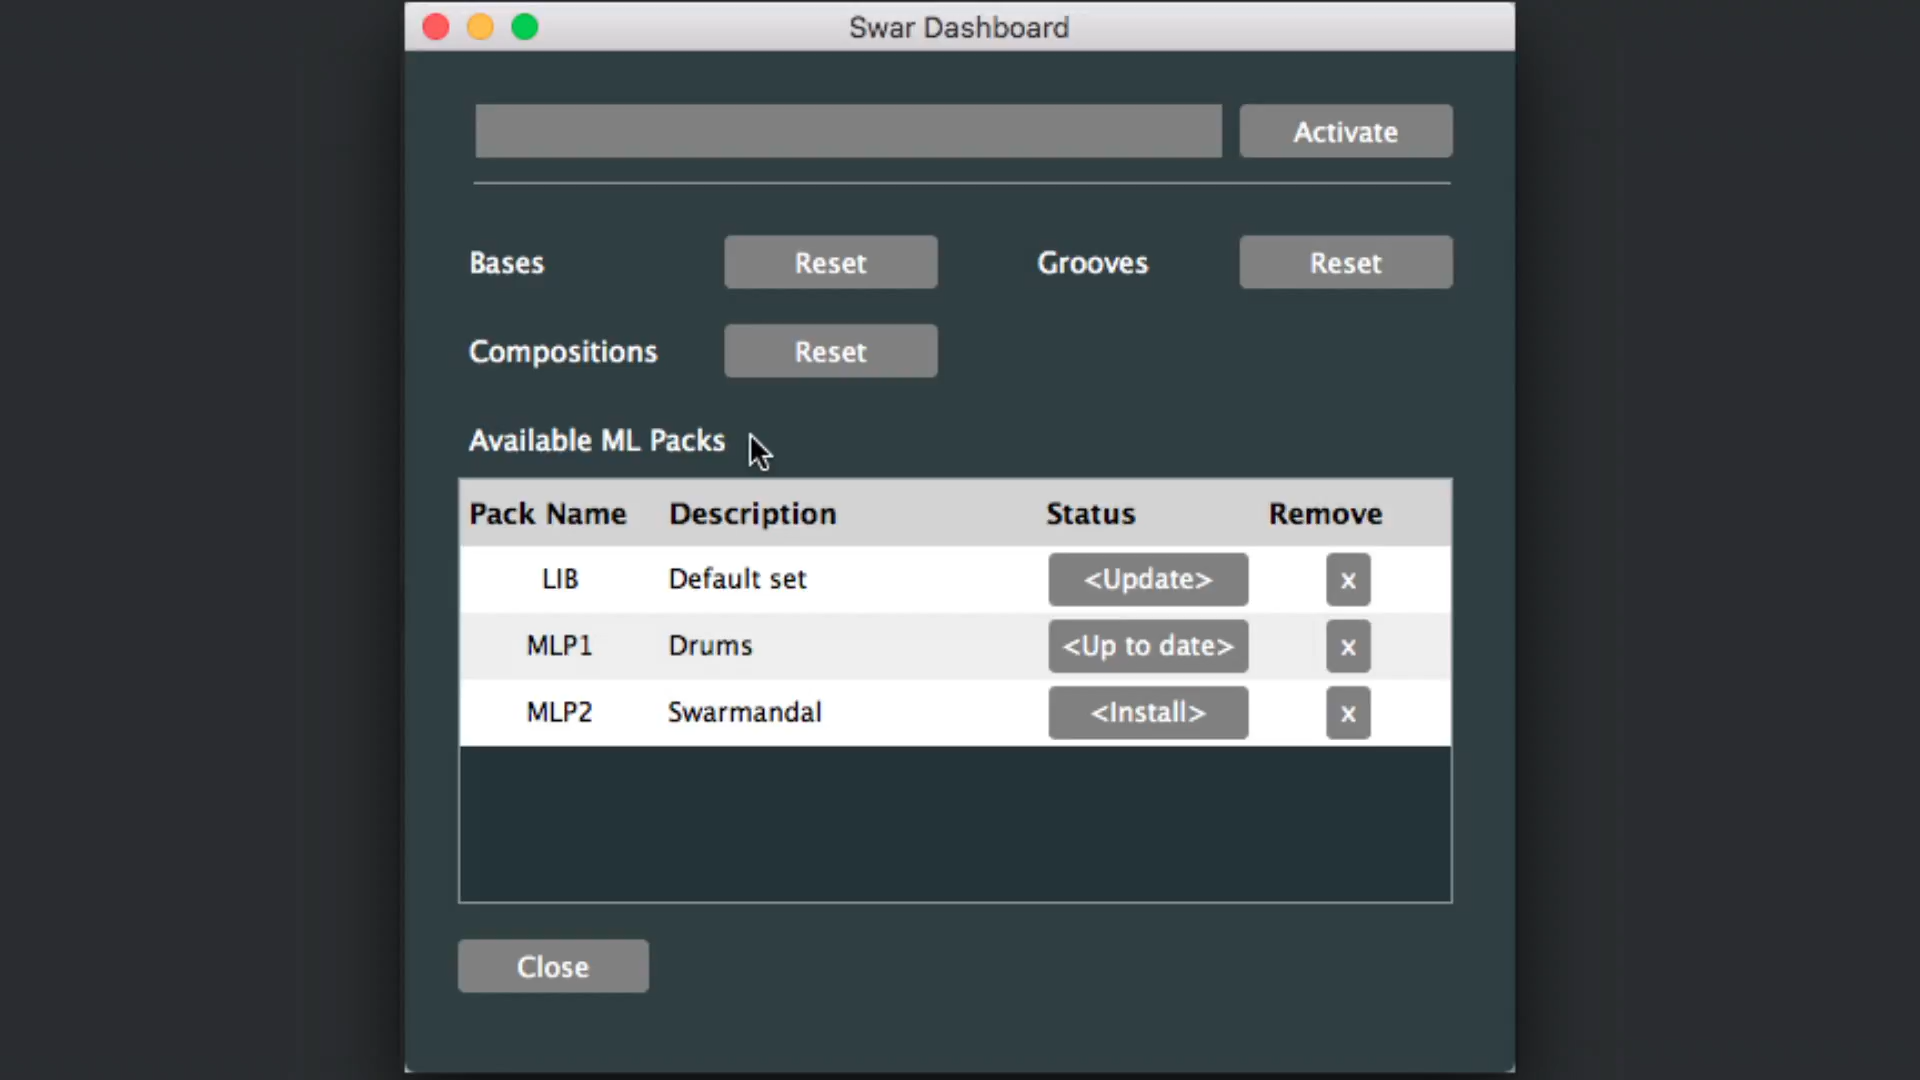 Swar Dashboard
Activate
Bases Reset Grooves Reset
Compositions Reset
Available ML Packs
Pack Name Description Status Remove
LIB Default set <Update> x
MLP1 Drums <Up to date> x
MLP2 Swarmandal <Install> x
Close